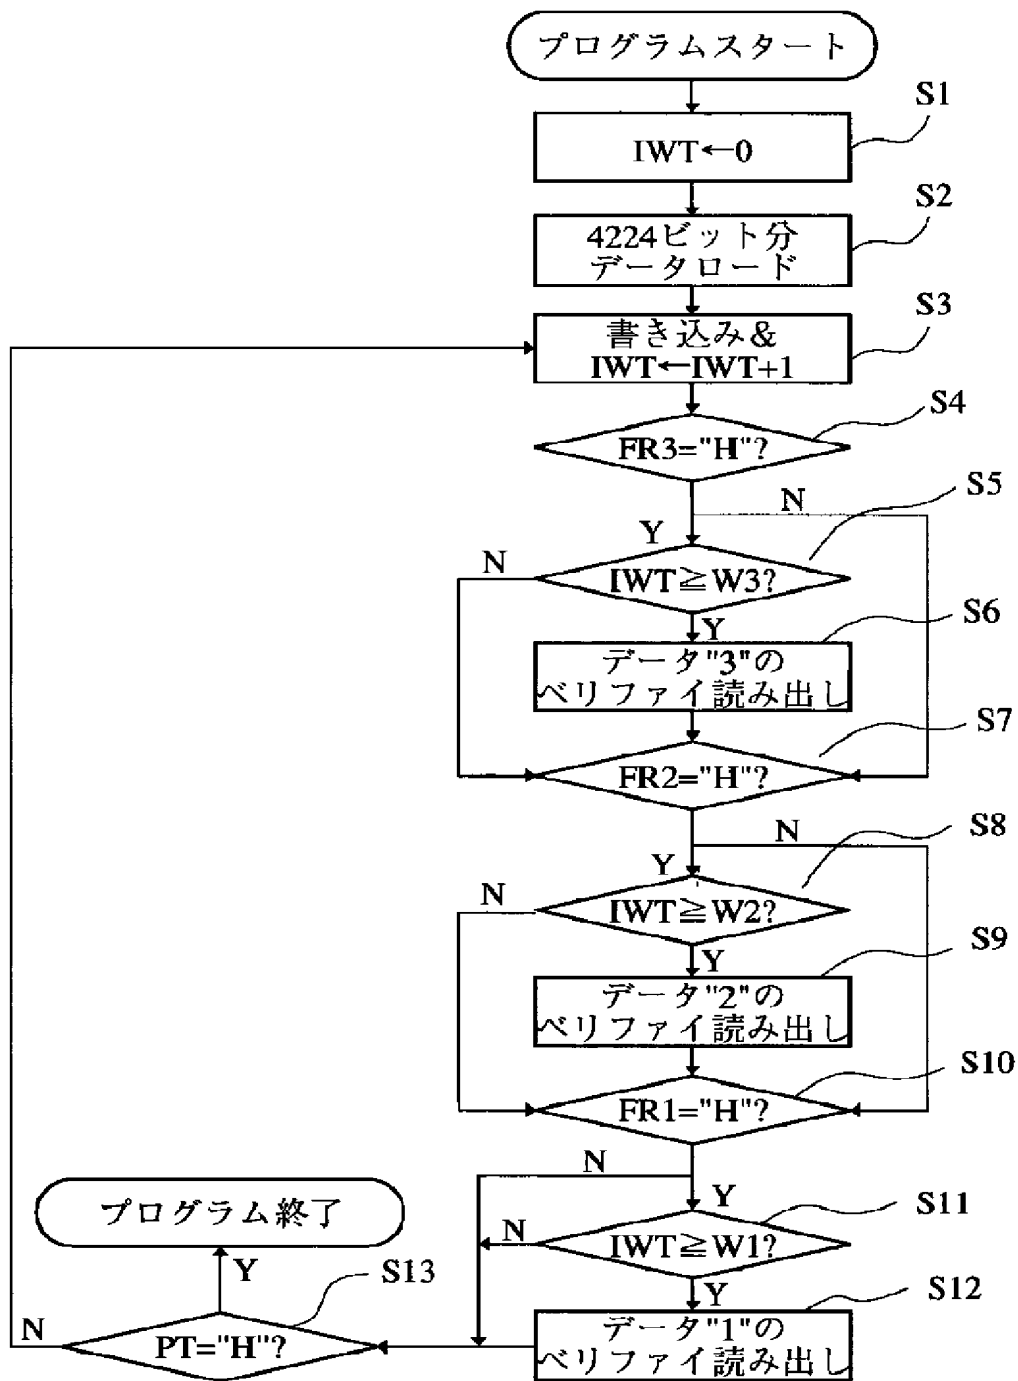 プログラムスタート
S1
IWT←0
S2
4224ビット分
データロード
S3
書き込み&
IWT←IWT+1
S4
FR3="H"?
S5
N
Y
N
IWT≧W3?
S6
Y
データ"3"の
ベリファイ読み出し
S7
FR2="H"?
S8
N
Y
N
IWT≧W2?
S9
Y
データ"2"の
ベリファイ読み出し
S10
FR1="H"?
N
Y
S11
N
IWT≧W1?
プログラム終了
Y
S13
Y
S12
N
PT="H"?
データ"1"の
ベリファイ読み出し